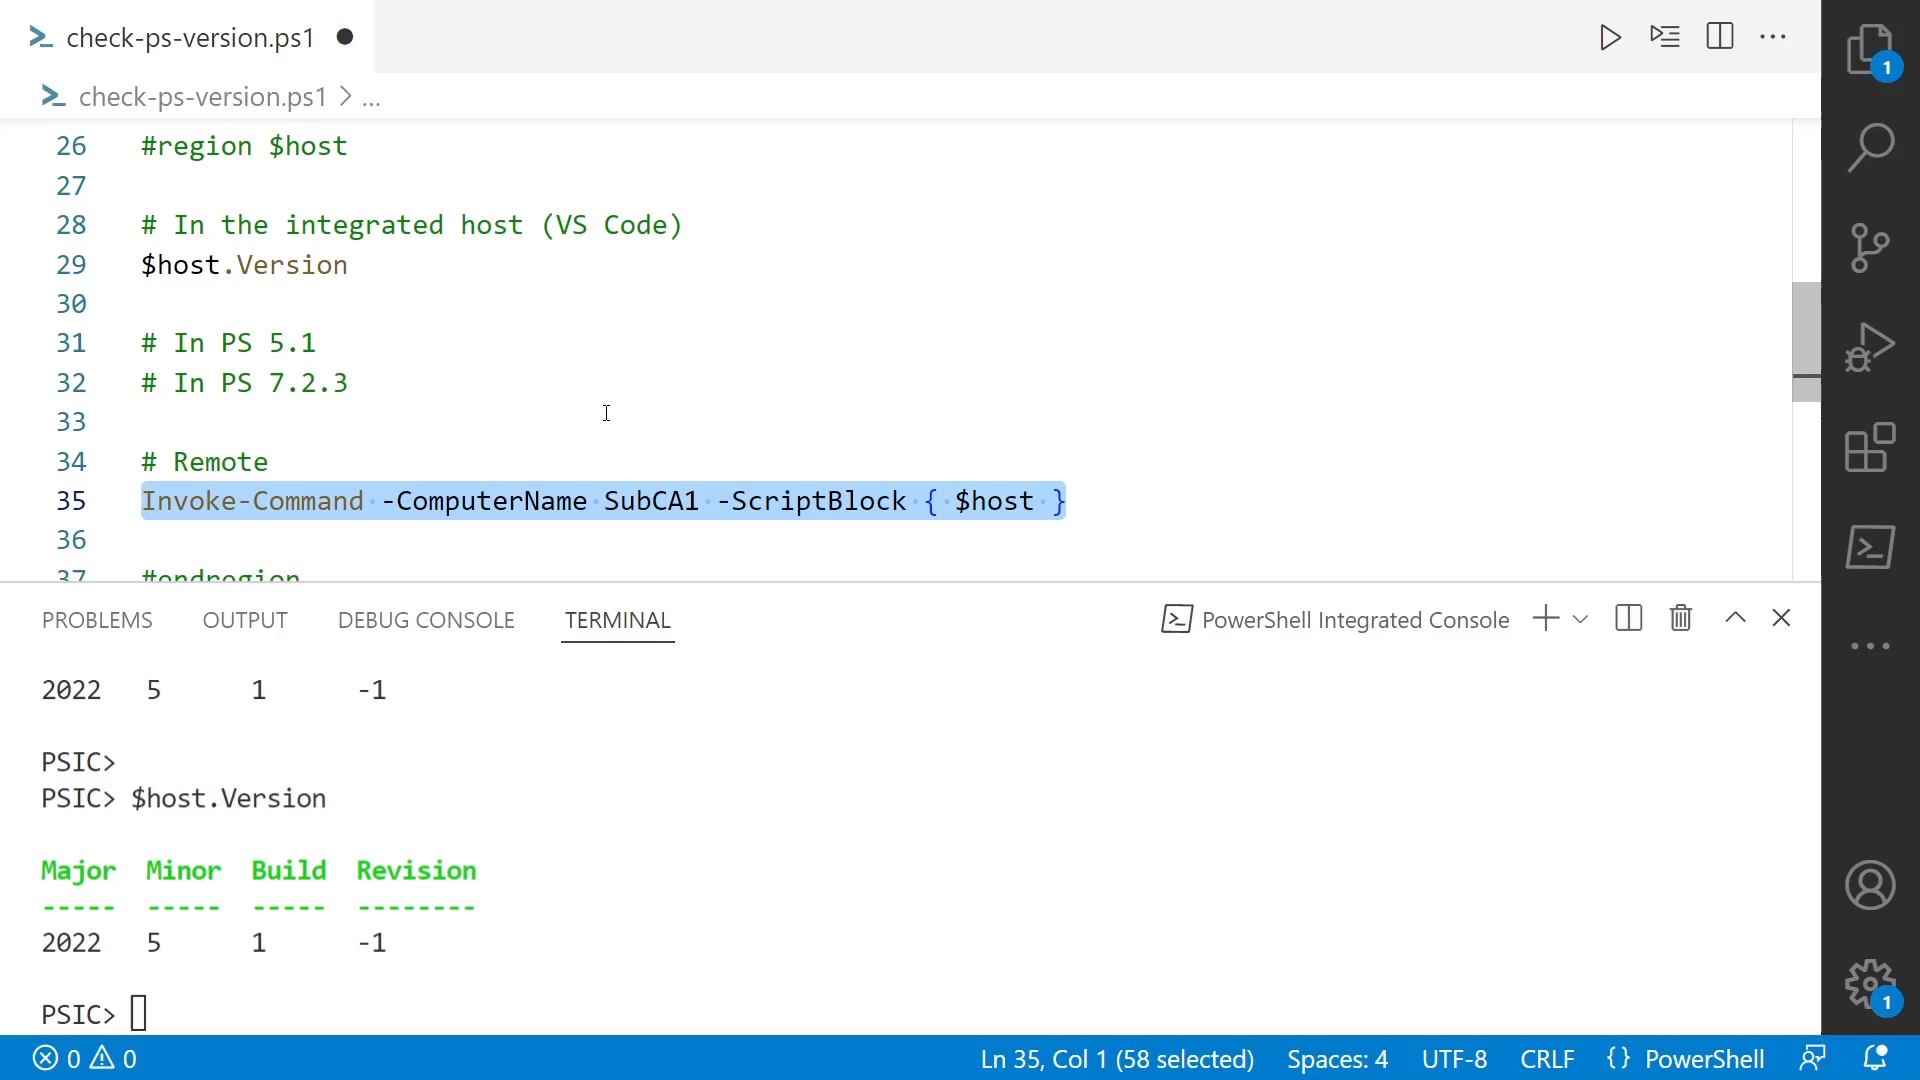 check-ps-version.ps1
check-ps-version.ps1 > ...
26 #region $host
27
28 # In the integrated host (VS Code)
29 $host.Version
30
31 # In PS 5.1
32 # In PS 7.2.3
33
34 # Remote
35 Invoke-Command -ComputerName SubCA1 -ScriptBlock { $host }
36
37 #endregion
PROBLEMS OUTPUT DEBUG CONSOLE TERMINAL PowerShell Integrated Console
2022 5 1 -1
PSIC>
PSIC> $host.Version
Major Minor Build Revision
----- ----- ----- --------
2022 5 1 -1
PSIC>
0 0 Ln 35, Col 1 (58 selected) Spaces: 4 UTF-8 CRLF {} PowerShell
1
1